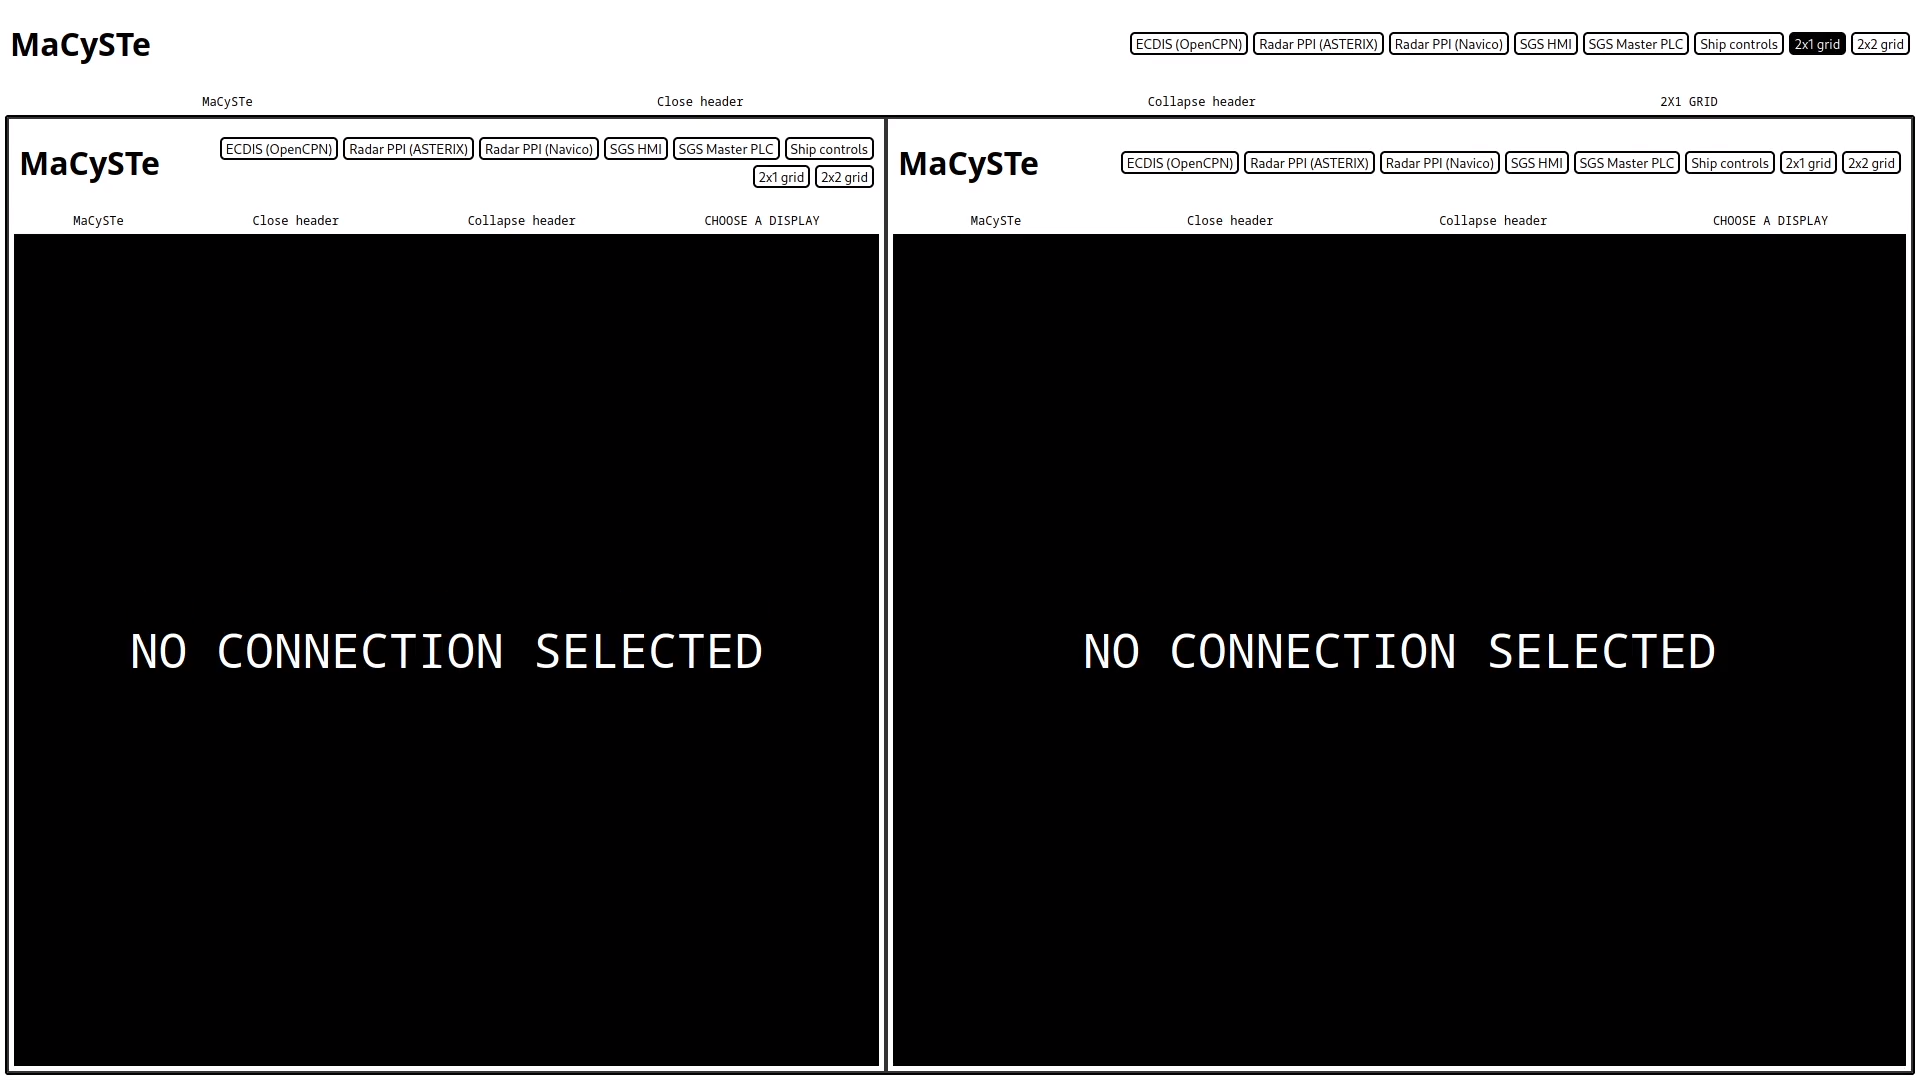 MaCySTe ECDIS (OpenCPN) Radar PPI (ASTERIX) Radar PPI (Navico) SGS HMI SGS Master PLC Ship controls 2x1 grid 2x2 grid
MaCySTe Close header Collapse header 2X1 GRID
MaCySTe ECDIS (OpenCPN) Radar PPI (ASTERIX) Radar PPI (Navico) SGS HMI SGS Master PLC Ship controls
2x1 grid 2x2 grid
MaCySTe Close header Collapse header CHOOSE A DISPLAY
NO CONNECTION SELECTED
MaCySTe ECDIS (OpenCPN) Radar PPI (ASTERIX) Radar PPI (Navico) SGS HMI SGS Master PLC Ship controls 2x1 grid 2x2 grid
MaCySTe Close header Collapse header CHOOSE A DISPLAY
NO CONNECTION SELECTED